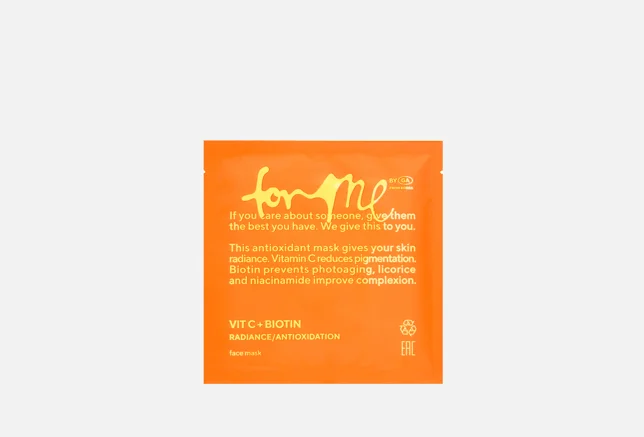 for me
BY GA
If you care about someone, give them
the best you have. We give this to you.
This antioxidant mask gives your skin
radiance. Vitamin C reduces pigmentation.
Biotin prevents photoaging, licorice
and niacinamide improve complexion.
VIT C + BIOTIN
RADIANCE/ANTIOXIDATION
face mask
EAC